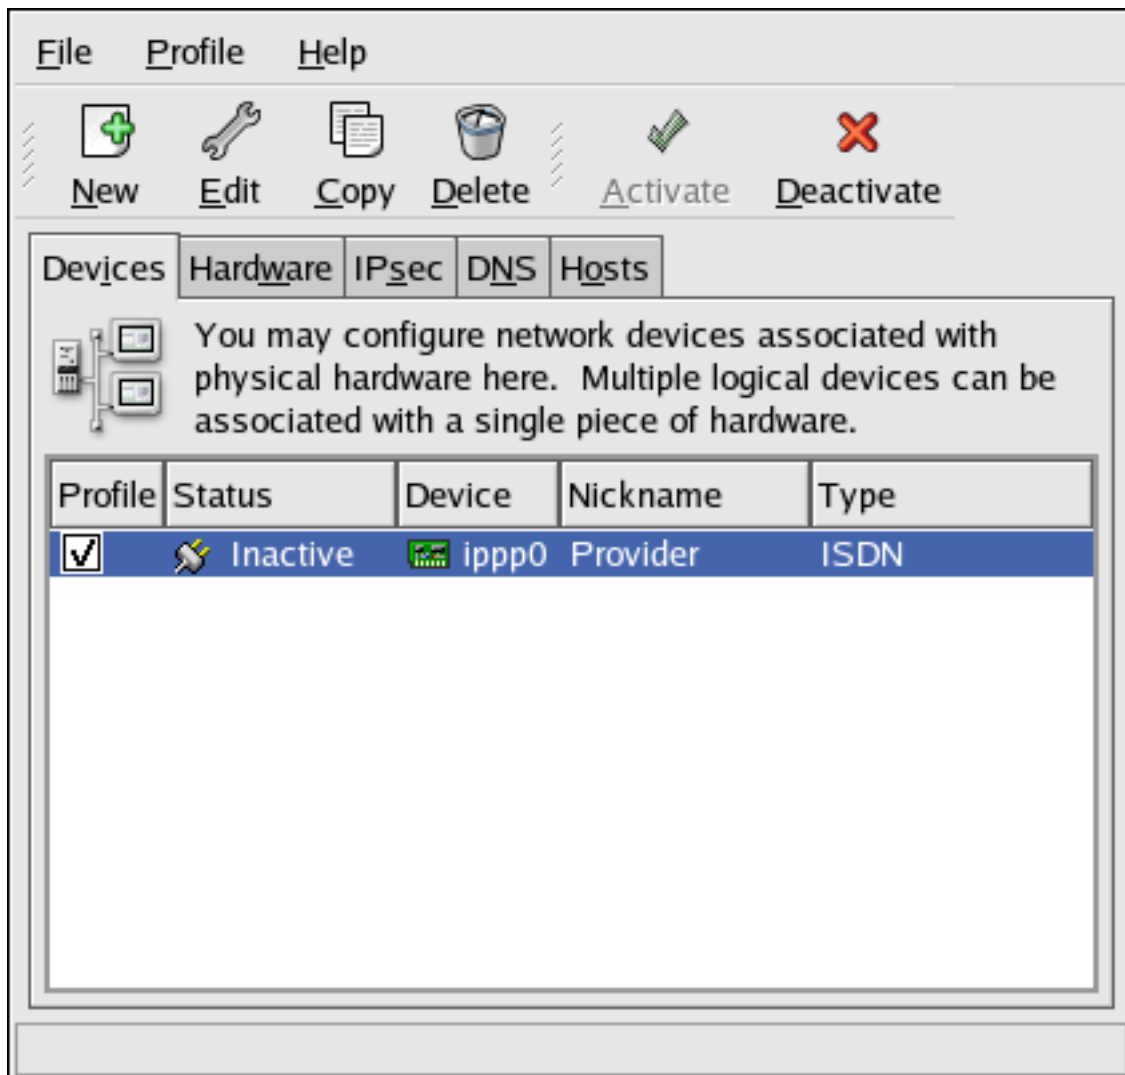 File Profile Help
New Edit Copy Delete Activate Deactivate
Devices Hardware IPsec DNS Hosts
You may configure network devices associated with
physical hardware here.  Multiple logical devices can be
associated with a single piece of hardware.
Profile Status Device Nickname Type
Inactive ippp0 Provider ISDN